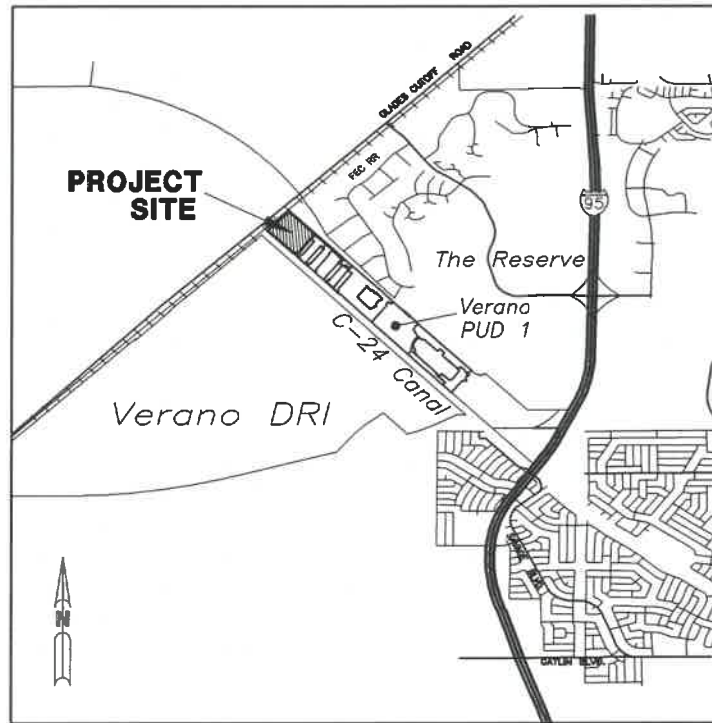 GLADES CUTOFF ROAD
FEC RR
PROJECT
SITE
95
The Reserve
Verano
PUD 1
C-24 Canal
Verano DRI
N
GATLIN BLVD.